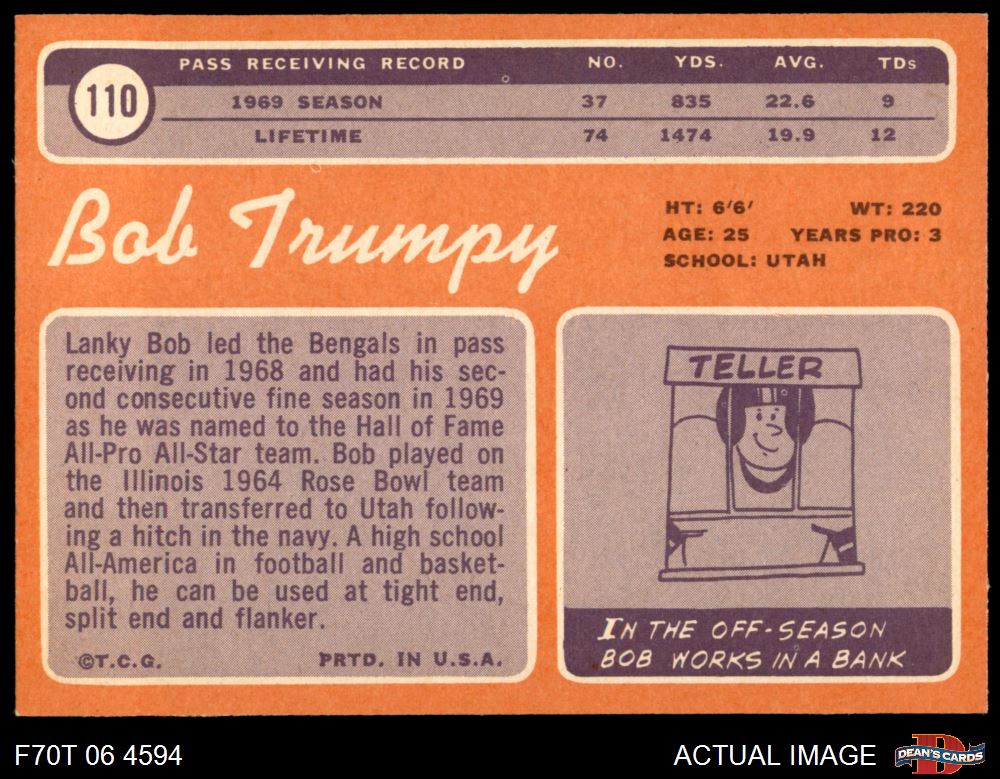 110
PASS RECEIVING RECORD NO. YDS. AVG. TDs
1969 SEASON 37 835 22.6 9
LIFETIME 74 1474 19.9 12
Bob Trumpy
HT: 6'6' WT: 220
AGE: 25 YEARS PRO: 3
SCHOOL: UTAH
Lanky Bob led the Bengals in pass
receiving in 1968 and had his sec-
ond consecutive fine season in 1969
as he was named to the Hall of Fame
All-Pro All-Star team. Bob played on
the Illinois 1964 Rose Bowl team
and then transferred to Utah follow-
ing a hitch in the navy. A high school
All-America in football and basket-
ball, he can be used at tight end,
split end and flanker.
©T.C.G. PRTD. IN U.S.A.
TELLER
IN THE OFF-SEASON
BOB WORKS IN A BANK
F70T 06 4594 ACTUAL IMAGE DEAN'S CARDS